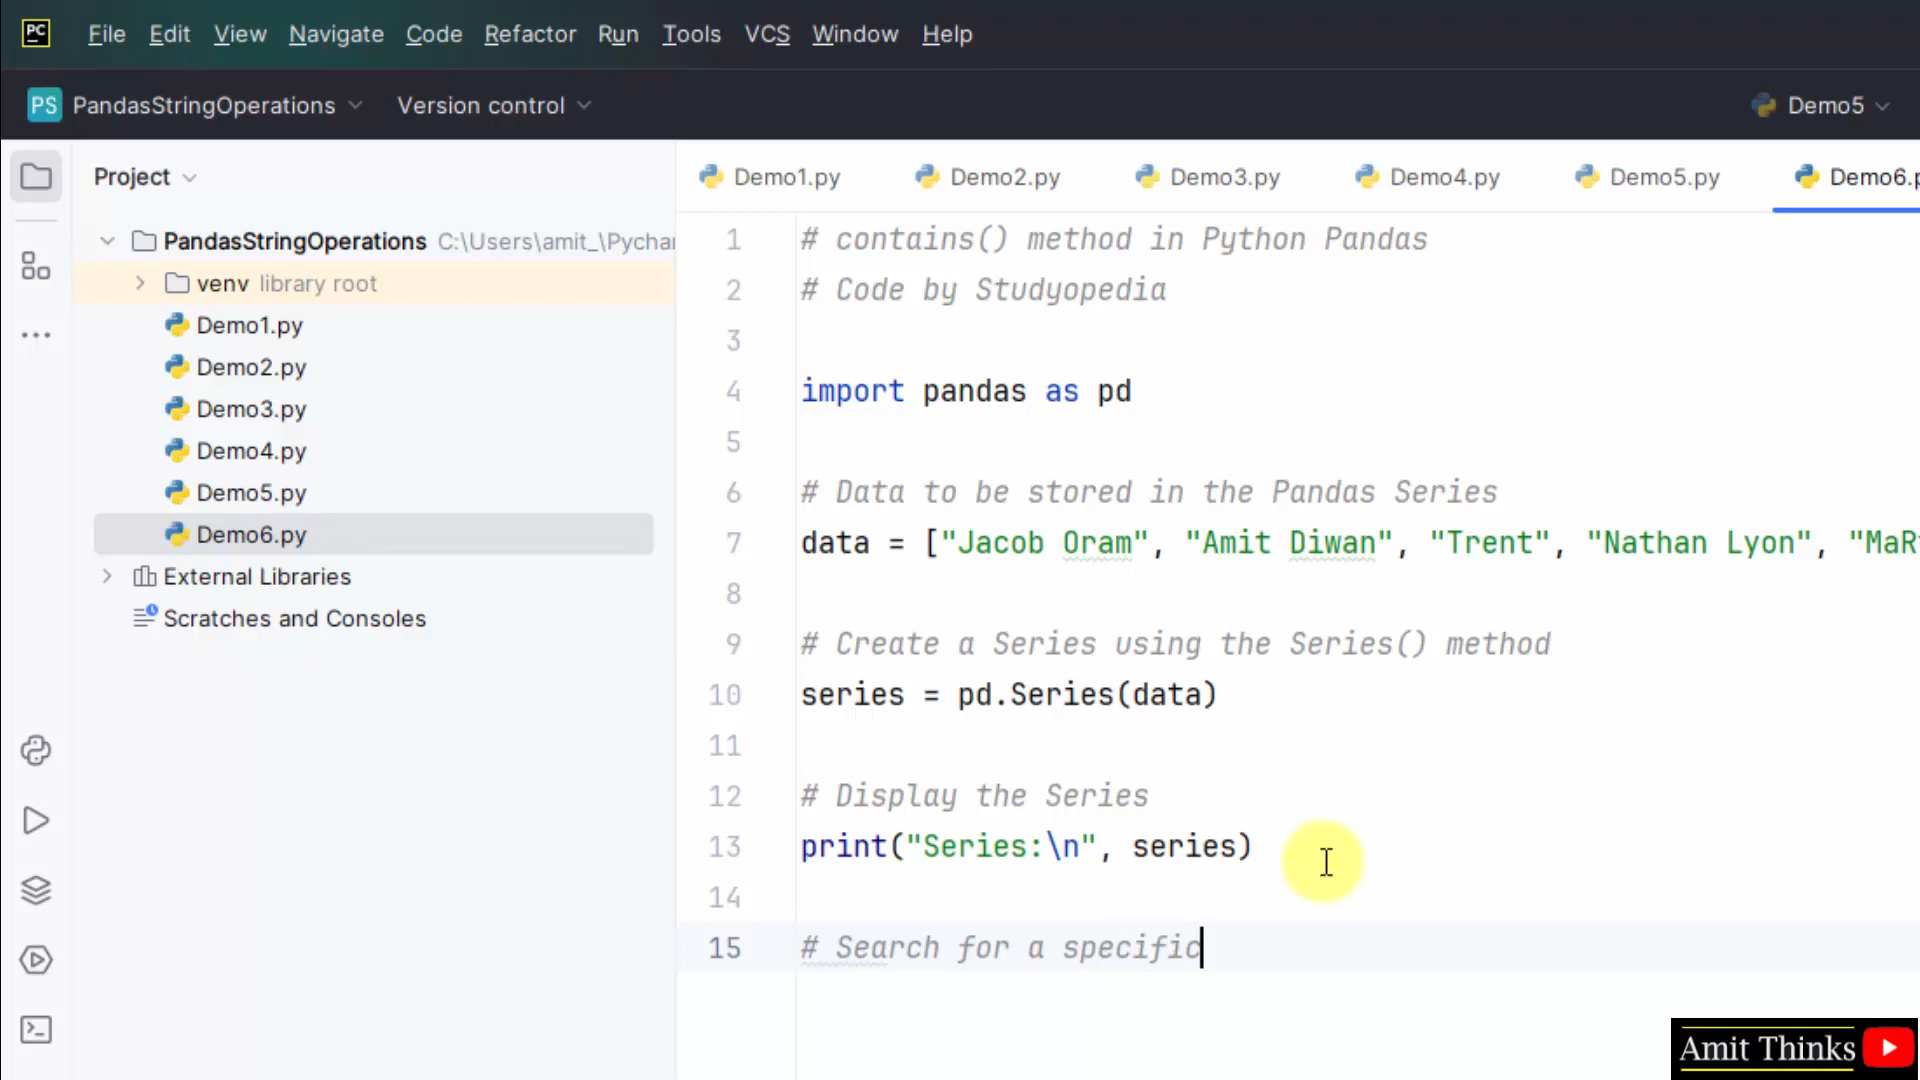 PC File Edit View Navigate Code Refactor Run Tools VCS Window Help
PS PandasStringOperations Version control Demo5
Project
Demo1.py Demo2.py Demo3.py Demo4.py Demo5.py Demo6.p
PandasStringOperations C:\Users\amit_\Pychar
venv library root
Demo1.py
Demo2.py
Demo3.py
Demo4.py
Demo5.py
Demo6.py
External Libraries
Scratches and Consoles
1 # contains() method in Python Pandas
2 # Code by Studyopedia
3
4 import pandas as pd
5
6 # Data to be stored in the Pandas Series
7 data = ["Jacob Oram", "Amit Diwan", "Trent", "Nathan Lyon", "MaR
8
9 # Create a Series using the Series() method
10 series = pd.Series(data)
11
12 # Display the Series
13 print("Series:\n", series)
14
15 # Search for a specific
Amit Thinks